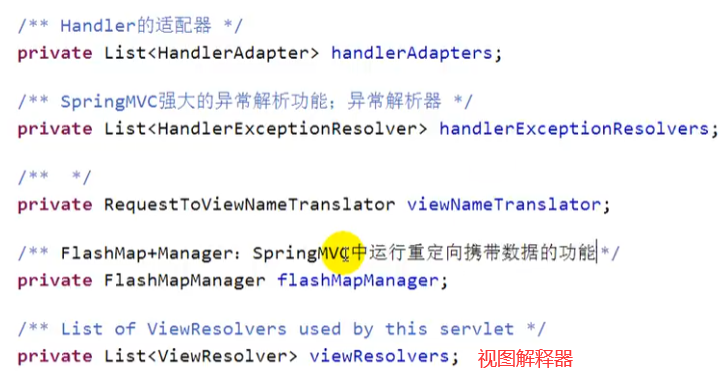 /** Handler的适配器 */
private List<HandlerAdapter> handlerAdapters;
/** SpringMVC强大的异常解析功能；异常解析器 */
private List<HandlerExceptionResolver> handlerExceptionResolvers;
/** */
private RequestToViewNameTranslator viewNameTranslator;
/** FlashMap+Manager：SpringMVC中运行重定向携带数据的功能*/
private FlashMapManager flashMapManager;
/** List of ViewResolvers used by this servlet */
private List<ViewResolver> viewResolvers; 视图解释器